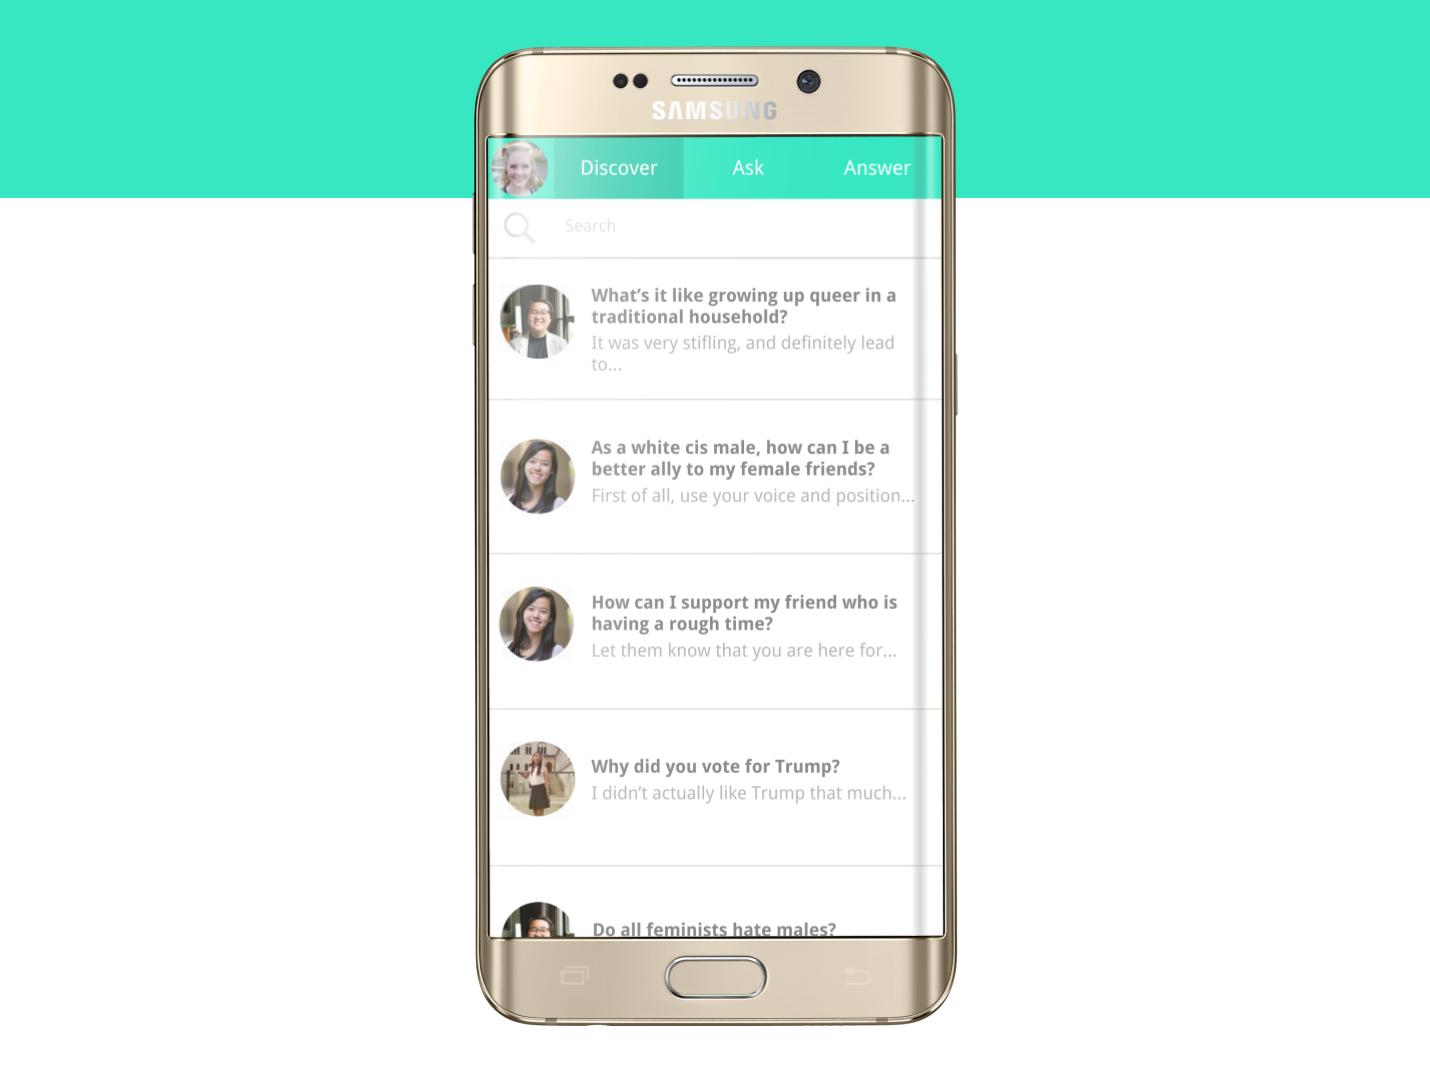 SAMSUNG
Discover
Ask
Answer
Search
What’s it like growing up queer in a
traditional household?
It was very stifling, and definitely lead
to...
As a white cis male, how can I be a
better ally to my female friends?
First of all, use your voice and position...
How can I support my friend who is
having a rough time?
Let them know that you are here for...
Why did you vote for Trump?
I didn’t actually like Trump that much...
Do all feminists hate males?